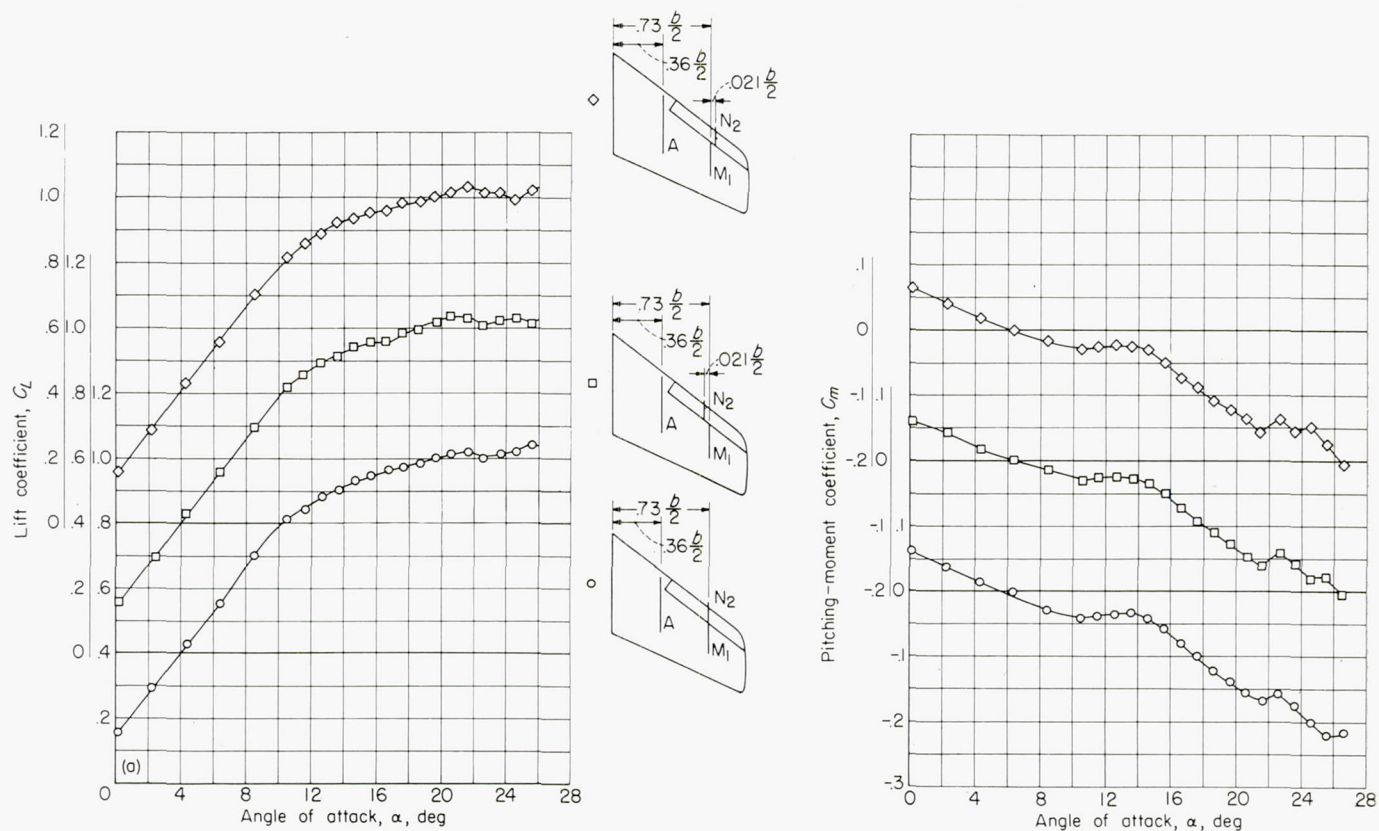 .73 b/2
.36 b/2
.021 b/2
N2
A
M1
.73 b/2
.36 b/2
.021 b/2
N2
A
M1
.73 b/2
.36 b/2
N2
A
M1
1.2
1.0
.8 1.2
.6 1.0
.4 .8 1.2
.2 .6 1.0
0 .4 .8
.2 .6
0 .4
.2
0 4 8 12 16 20 24 28
(a)
Lift coefficient, CL
Angle of attack, α, deg
.1
0
-.1 .1
-.2 0
-.1 .1
-.2 0
-.1
-.2
-.3
0 4 8 12 16 20 24 28
Pitching-moment coefficient, Cm
Angle of attack, α, deg